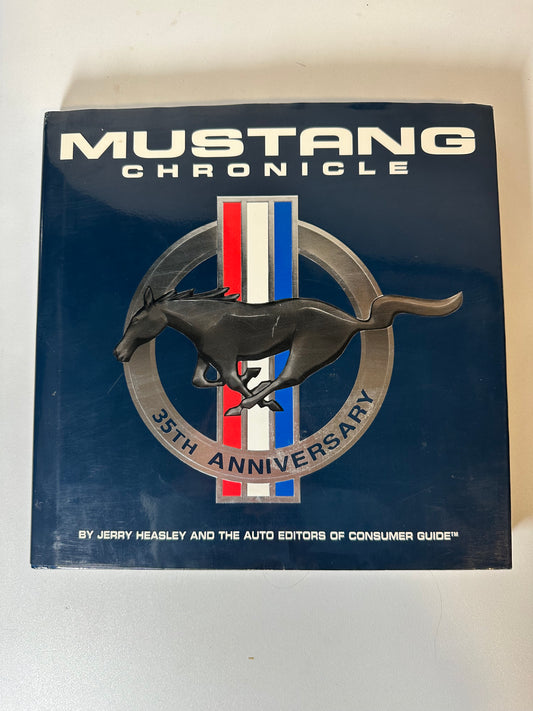 MUSTANG
CHRONICLE
35TH ANNIVERSARY
BY JERRY HEASLEY AND THE AUTO EDITORS OF CONSUMER GUIDE™